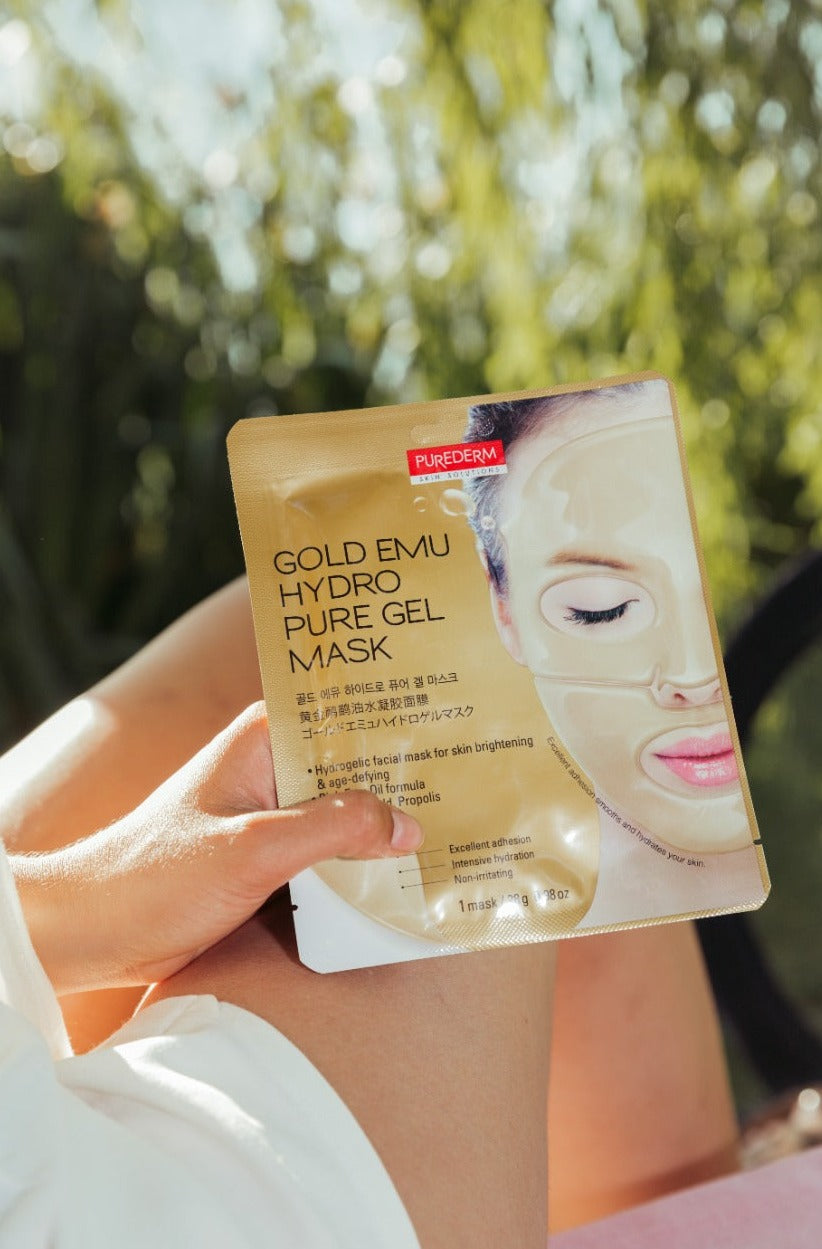 PUREDERM
SKIN SOLUTIONS
GOLD EMU
HYDRO
PURE GEL
MASK
골드 에뮤 하이드로 퓨어 겔 마스크
黄金鸸鹋油水凝胶面膜
ゴールドエミュハイドロゲルマスク
• Hydrogelic facial mask for skin brightening
& age-defying
Oil formula
Propolis
Excellent adhesion smooths and hydrates your skin.
Excellent adhesion
Intensive hydration
Non-irritating
1 mask / g oz